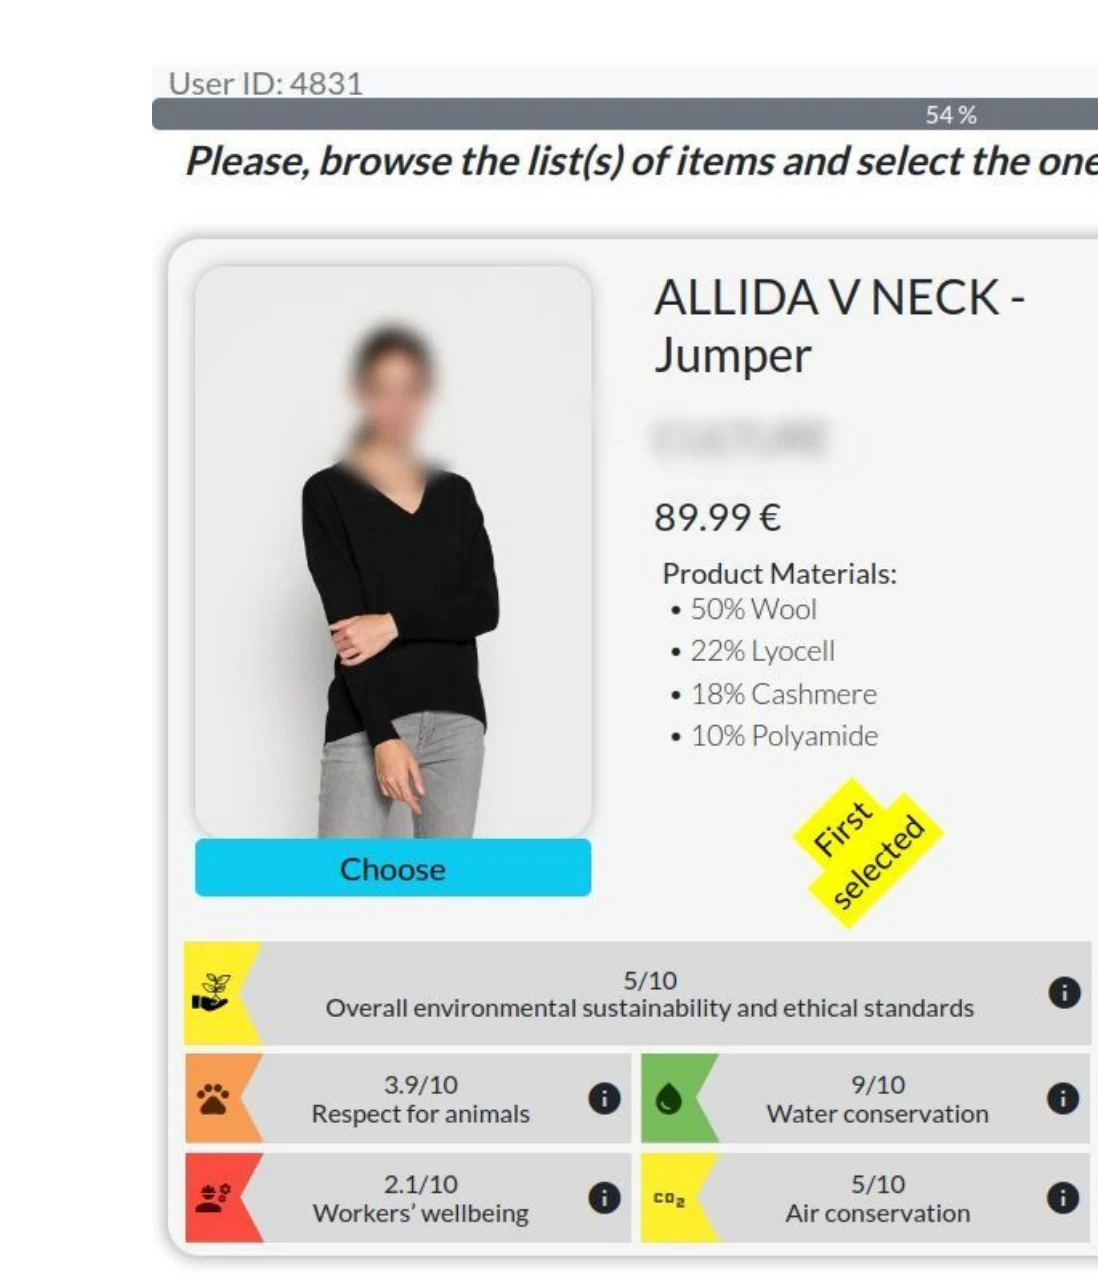 User ID: 4831
54 %
Please, browse the list(s) of items and select the one
ALLIDA V NECK -
Jumper
89.99 €
Product Materials:
• 50% Wool
• 22% Lyocell
• 18% Cashmere
• 10% Polyamide
First
selected
Choose
5/10
Overall environmental sustainability and ethical standards
3.9/10
Respect for animals
9/10
Water conservation
2.1/10
Workers’ wellbeing
CO₂
5/10
Air conservation